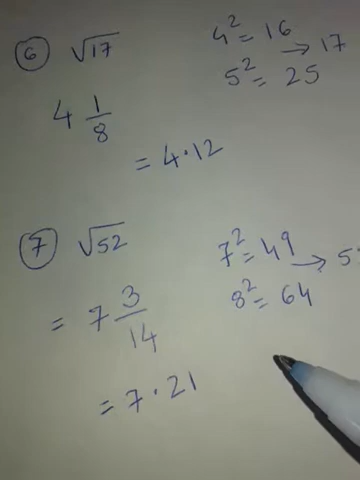 6 √17 4² = 16 → 17
5² = 25
4 1/8
= 4·12
7 √52 7² = 49 →
8² = 64
= 7 3/14
= 7·21